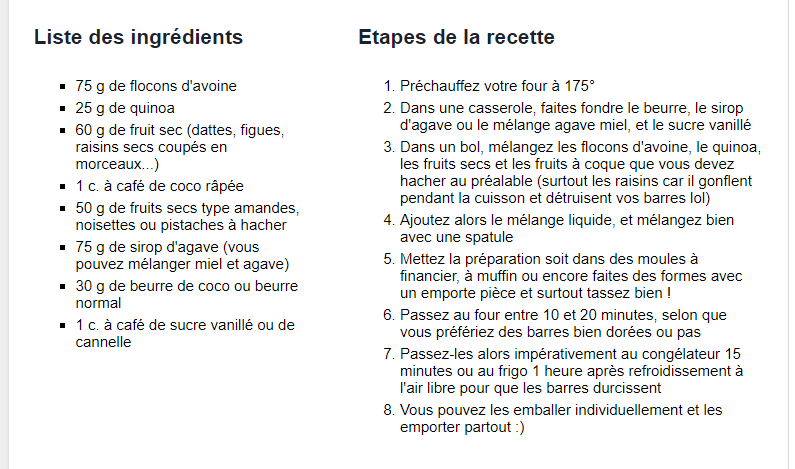 Liste des ingrédients
75 g de flocons d'avoine
25 g de quinoa
60 g de fruit sec (dattes, figues,
raisins secs coupés en
morceaux...)
1 c. à café de coco râpée
50 g de fruits secs type amandes,
noisettes ou pistaches à hacher
75 g de sirop d'agave (vous
pouvez mélanger miel et agave)
30 g de beurre de coco ou beurre
normal
1 c. à café de sucre vanillé ou de
cannelle
Etapes de la recette
1. Préchauffez votre four à 175°
2. Dans une casserole, faites fondre le beurre, le sirop
d'agave ou le mélange agave miel, et le sucre vanillé
3. Dans un bol, mélangez les flocons d'avoine, le quinoa,
les fruits secs et les fruits à coque que vous devez
hacher au préalable (surtout les raisins car il gonflent
pendant la cuisson et détruisent vos barres lol)
4. Ajoutez alors le mélange liquide, et mélangez bien
avec une spatule
5. Mettez la préparation soit dans des moules à
financier, à muffin ou encore faites des formes avec
un emporte pièce et surtout tassez bien !
6. Passez au four entre 10 et 20 minutes, selon que
vous préfériez des barres bien dorées ou pas
7. Passez-les alors impérativement au congélateur 15
minutes ou au frigo 1 heure après refroidissement à
l'air libre pour que les barres durcissent
8. Vous pouvez les emballer individuellement et les
emporter partout :)